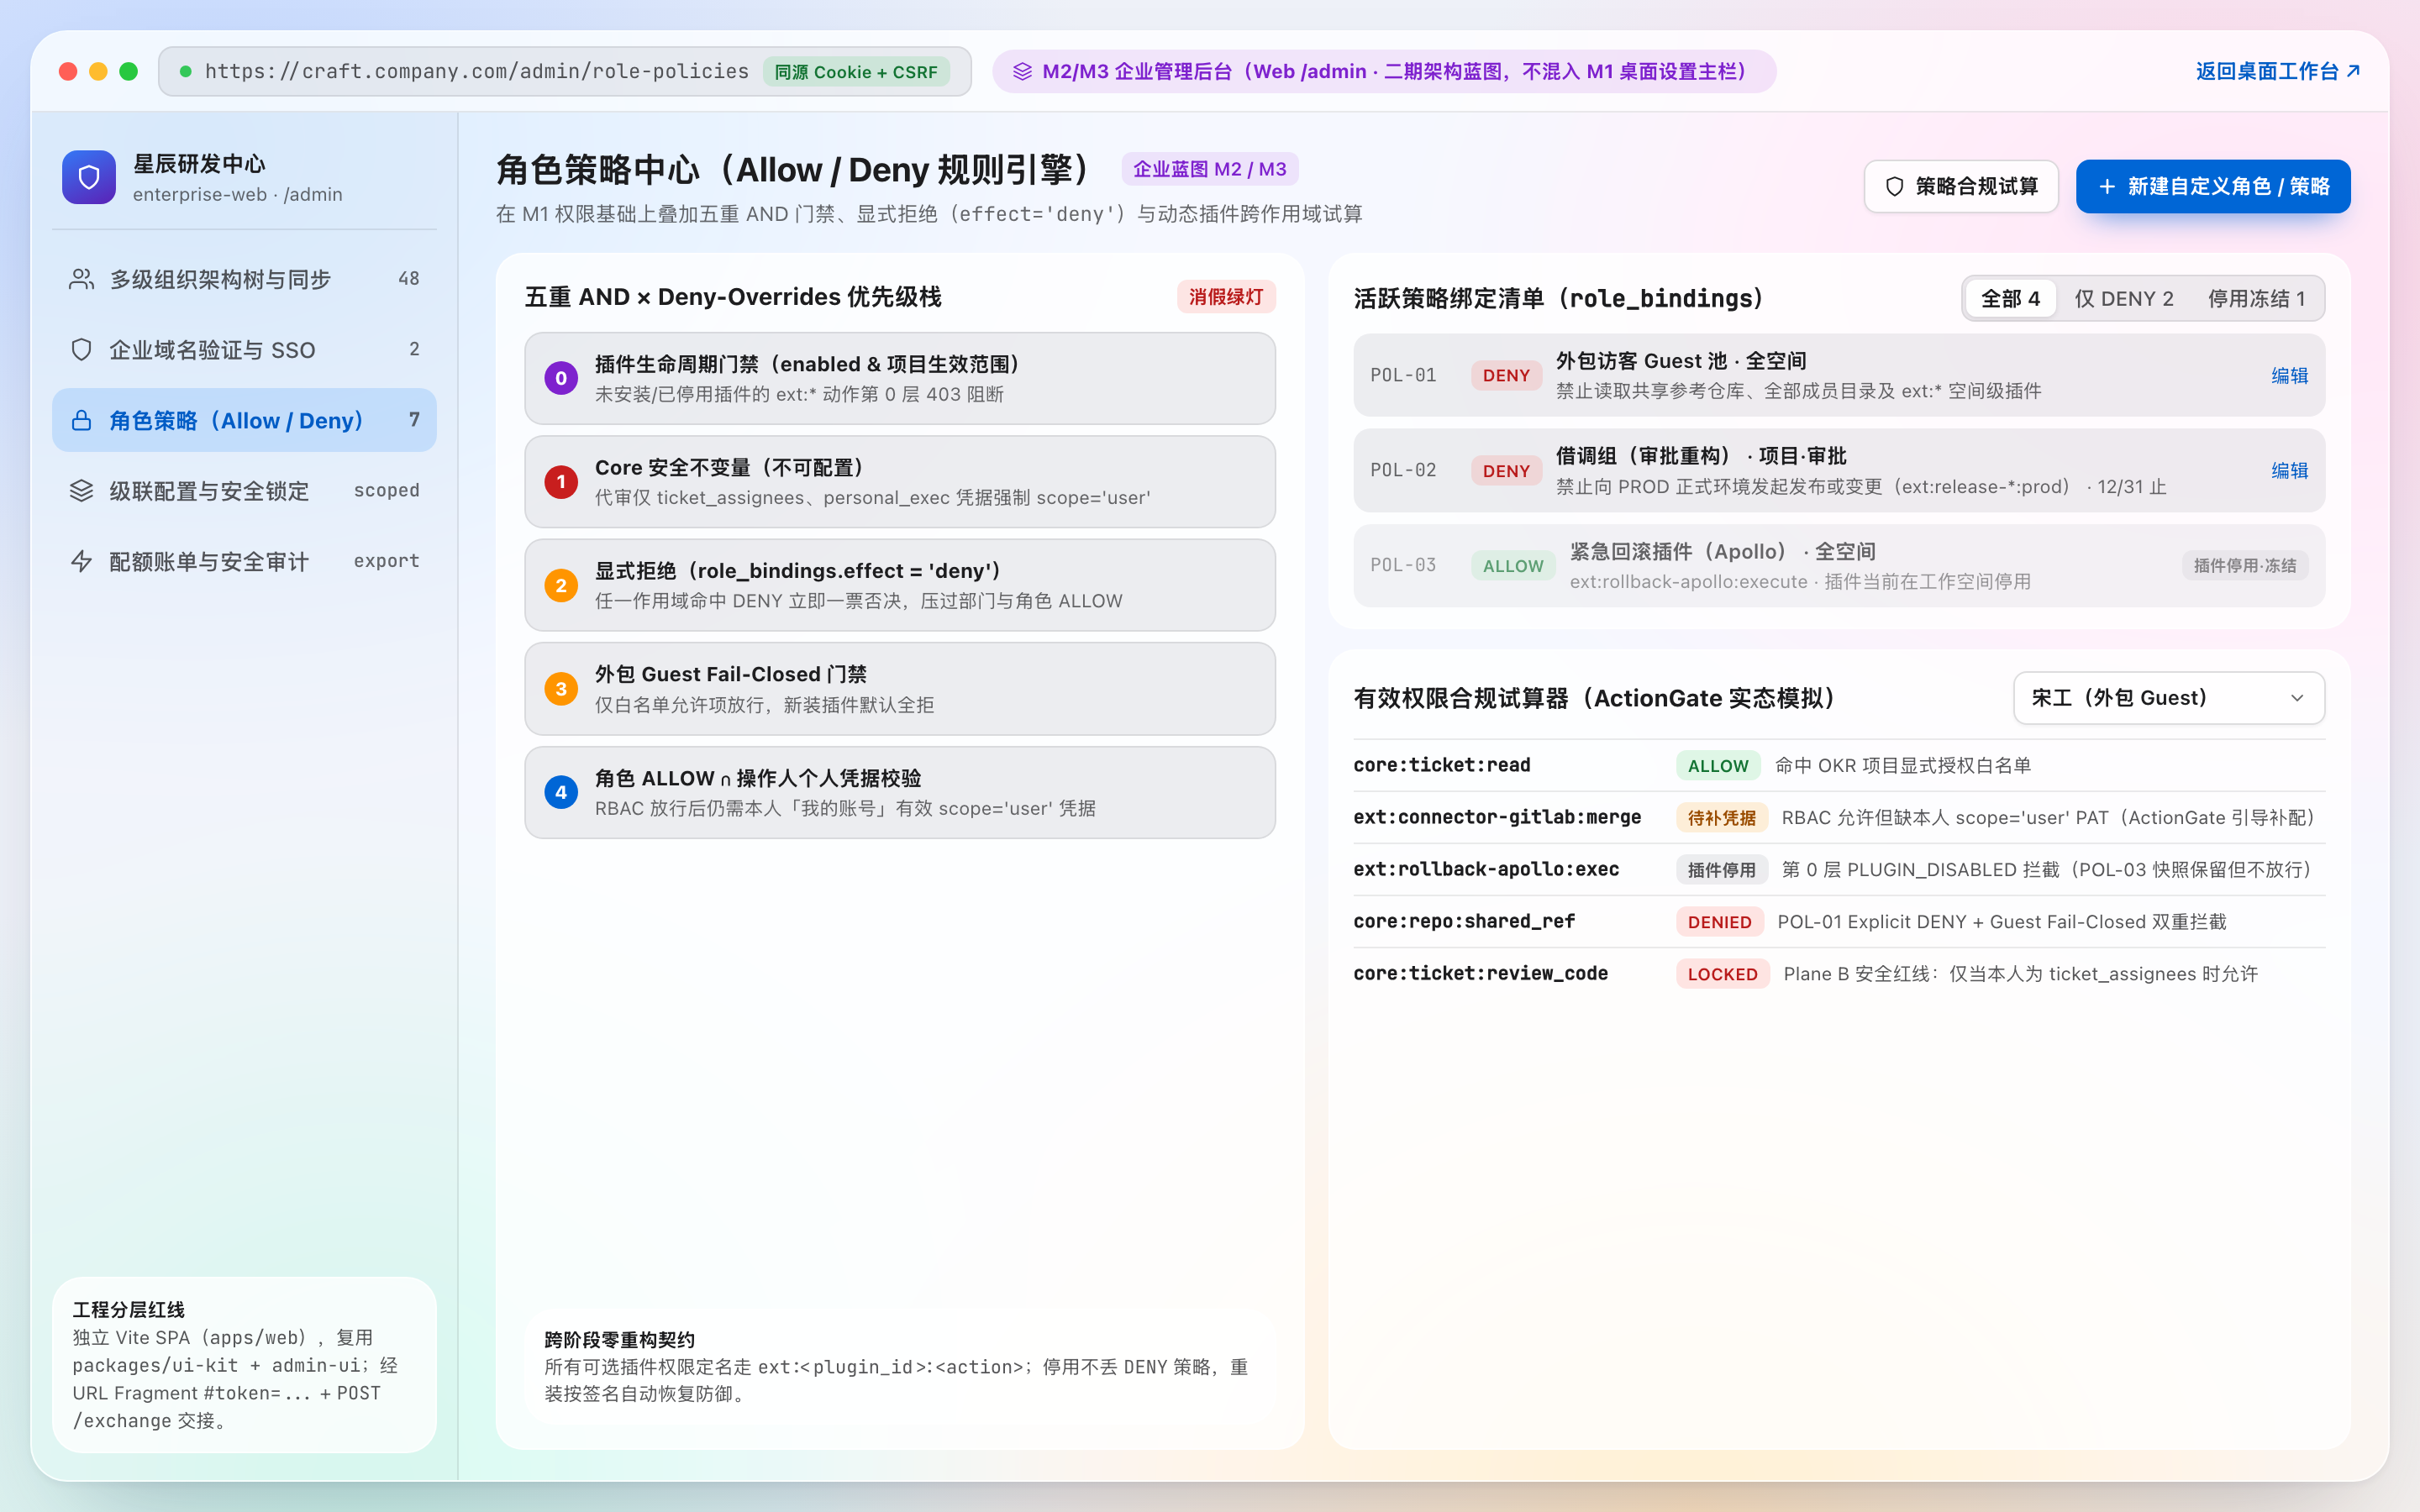 https://craft.company.com/admin/role-policies
同源 Cookie + CSRF
M2/M3 企业管理后台（Web /admin · 二期架构蓝图，不混入 M1 桌面设置主栏）
返回桌面工作台 ↗
星辰研发中心
enterprise-web · /admin
多级组织架构树与同步 48
企业域名验证与 SSO 2
角色策略（Allow / Deny） 7
级联配置与安全锁定 scoped
配额账单与安全审计 export
工程分层红线
独立 Vite SPA（apps/web），复用
packages/ui-kit + admin-ui；经
URL Fragment #token=... + POST
/exchange 交接。
角色策略中心（Allow / Deny 规则引擎）
企业蓝图 M2 / M3
在 M1 权限基础上叠加五重 AND 门禁、显式拒绝（effect='deny'）与动态插件跨作用域试算
策略合规试算
+ 新建自定义角色 / 策略
五重 AND × Deny-Overrides 优先级栈
消假绿灯
0
插件生命周期门禁（enabled & 项目生效范围）
未安装/已停用插件的 ext:* 动作第 0 层 403 阻断
1
Core 安全不变量（不可配置）
代审仅 ticket_assignees、personal_exec 凭据强制 scope='user'
2
显式拒绝（role_bindings.effect = 'deny'）
任一作用域命中 DENY 立即一票否决，压过部门与角色 ALLOW
3
外包 Guest Fail-Closed 门禁
仅白名单允许项放行，新装插件默认全拒
4
角色 ALLOW ∩ 操作人个人凭据校验
RBAC 放行后仍需本人「我的账号」有效 scope='user' 凭据
跨阶段零重构契约
所有可选插件权限定名走 ext:<plugin_id>:<action>；停用不丢 DENY 策略，重
装按签名自动恢复防御。
活跃策略绑定清单（role_bindings）
全部 4 仅 DENY 2 停用冻结 1
POL-01 DENY
外包访客 Guest 池 · 全空间
禁止读取共享参考仓库、全部成员目录及 ext:* 空间级插件
编辑
POL-02 DENY
借调组（审批重构） · 项目·审批
禁止向 PROD 正式环境发起发布或变更（ext:release-*:prod） · 12/31 止
编辑
POL-03 ALLOW
紧急回滚插件（Apollo） · 全空间
ext:rollback-apollo:execute · 插件当前在工作空间停用
插件停用·冻结
有效权限合规试算器（ActionGate 实态模拟）
宋工（外包 Guest）
core:ticket:read ALLOW 命中 OKR 项目显式授权白名单
ext:connector-gitlab:merge 待补凭据 RBAC 允许但缺本人 scope='user' PAT（ActionGate 引导补配）
ext:rollback-apollo:exec 插件停用 第 0 层 PLUGIN_DISABLED 拦截（POL-03 快照保留但不放行）
core:repo:shared_ref DENIED POL-01 Explicit DENY + Guest Fail-Closed 双重拦截
core:ticket:review_code LOCKED Plane B 安全红线：仅当本人为 ticket_assignees 时允许